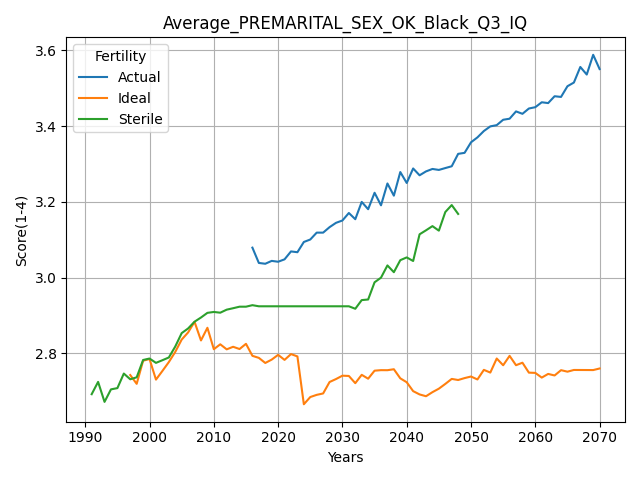 Average_PREMARITAL_SEX_OK_Black_Q3_IQ
Fertility
Actual
Ideal
Sterile
Score(1-4)
3.6
3.4
3.2
3.0
2.8
1990 2000 2010 2020 2030 2040 2050 2060 2070
Years